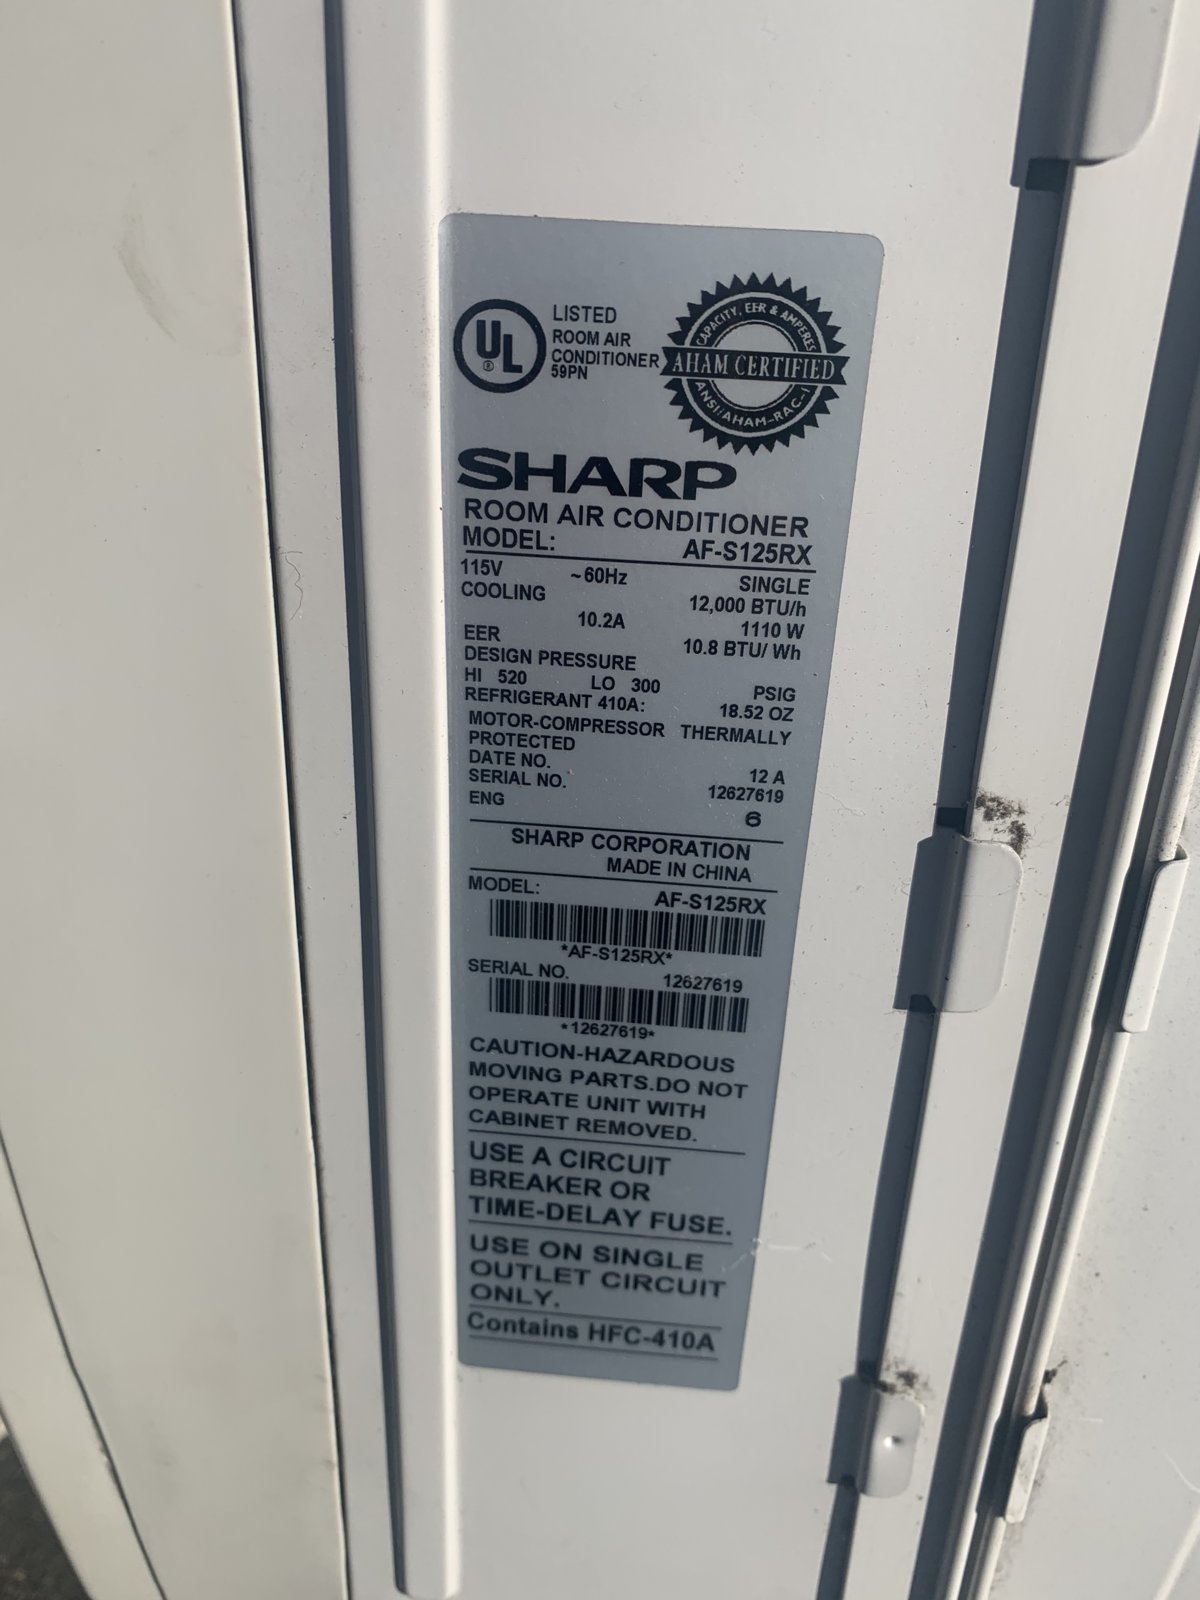 UL
LISTED
ROOM AIR
CONDITIONER
59PN
CAPACITY, EER & AMPERES
AHAM CERTIFIED
ANSI/AHAM-RAC-1
SHARP
ROOM AIR CONDITIONER
MODEL: AF-S125RX
115V ~60Hz SINGLE
COOLING 12,000 BTU/h
10.2A 1110 W
EER 10.8 BTU/ Wh
DESIGN PRESSURE
HI 520 LO 300 PSIG
REFRIGERANT 410A: 18.52 OZ
MOTOR-COMPRESSOR THERMALLY
PROTECTED
DATE NO. 12 A
SERIAL NO. 12627619
ENG 6
SHARP CORPORATION
MADE IN CHINA
MODEL: AF-S125RX
*AF-S125RX*
SERIAL NO. 12627619
*12627619*
CAUTION-HAZARDOUS
MOVING PARTS.DO NOT
OPERATE UNIT WITH
CABINET REMOVED.
USE A CIRCUIT
BREAKER OR
TIME-DELAY FUSE.
USE ON SINGLE
OUTLET CIRCUIT
ONLY.
Contains HFC-410A